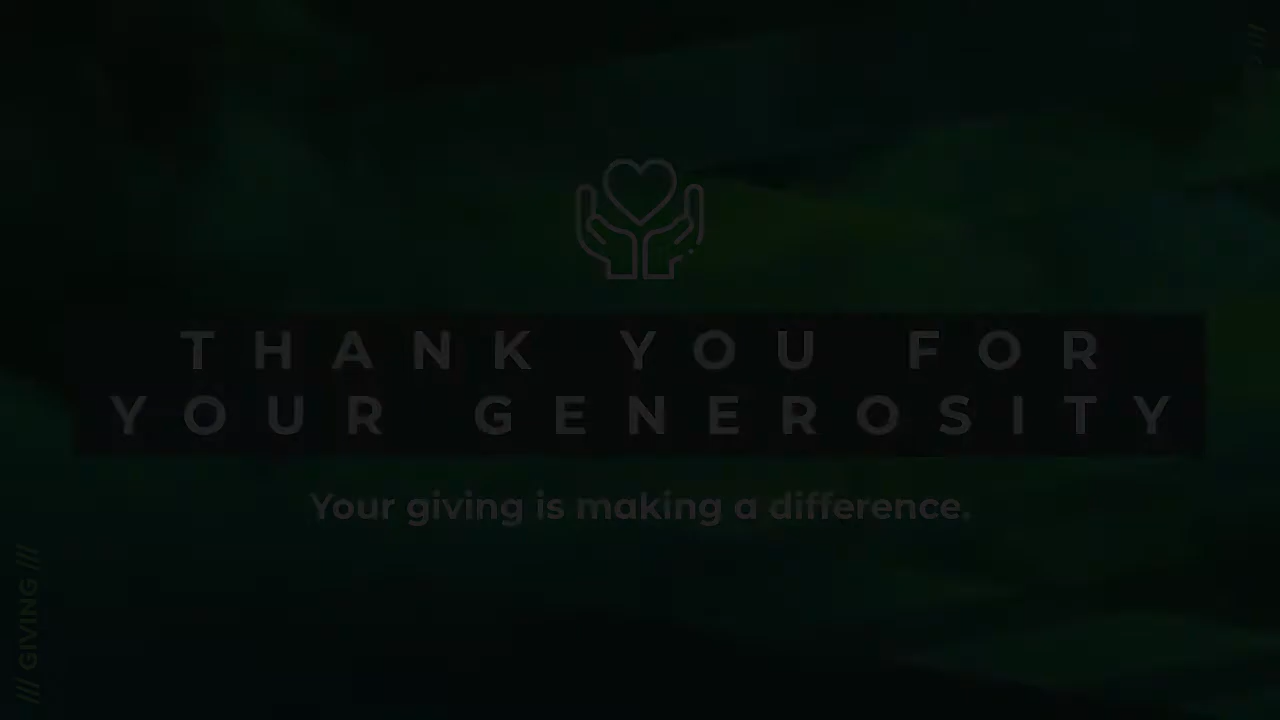 THANK YOU FOR
YOUR GENEROSITY
Your giving is making a difference.
/// GIVING ///
///